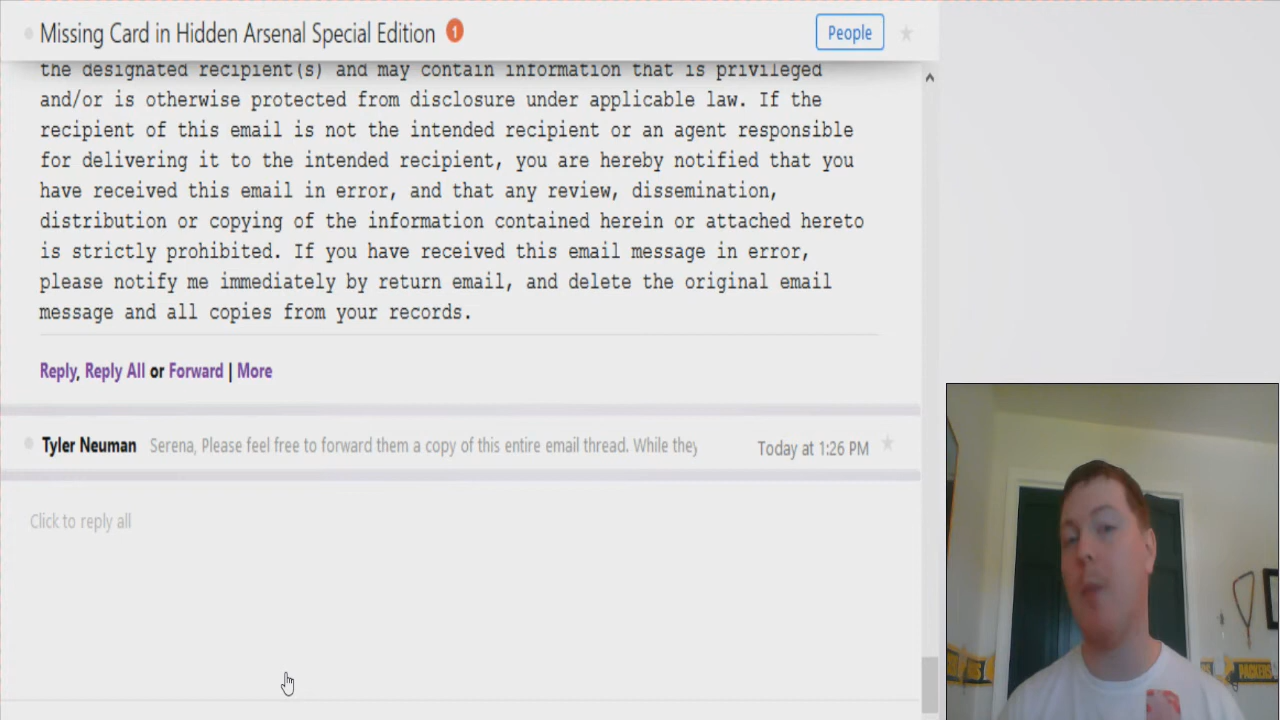 Missing Card in Hidden Arsenal Special Edition 1
People
the designated recipient(s) and may contain information that is privileged
and/or is otherwise protected from disclosure under applicable law. If the
recipient of this email is not the intended recipient or an agent responsible
for delivering it to the intended recipient, you are hereby notified that you
have received this email in error, and that any review, dissemination,
distribution or copying of the information contained herein or attached hereto
is strictly prohibited. If you have received this email message in error,
please notify me immediately by return email, and delete the original email
message and all copies from your records.
Reply, Reply All or Forward | More
Tyler Neuman Serena, Please feel free to forward them a copy of this entire email thread. While they Today at 1:26 PM
Click to reply all
PACKERS